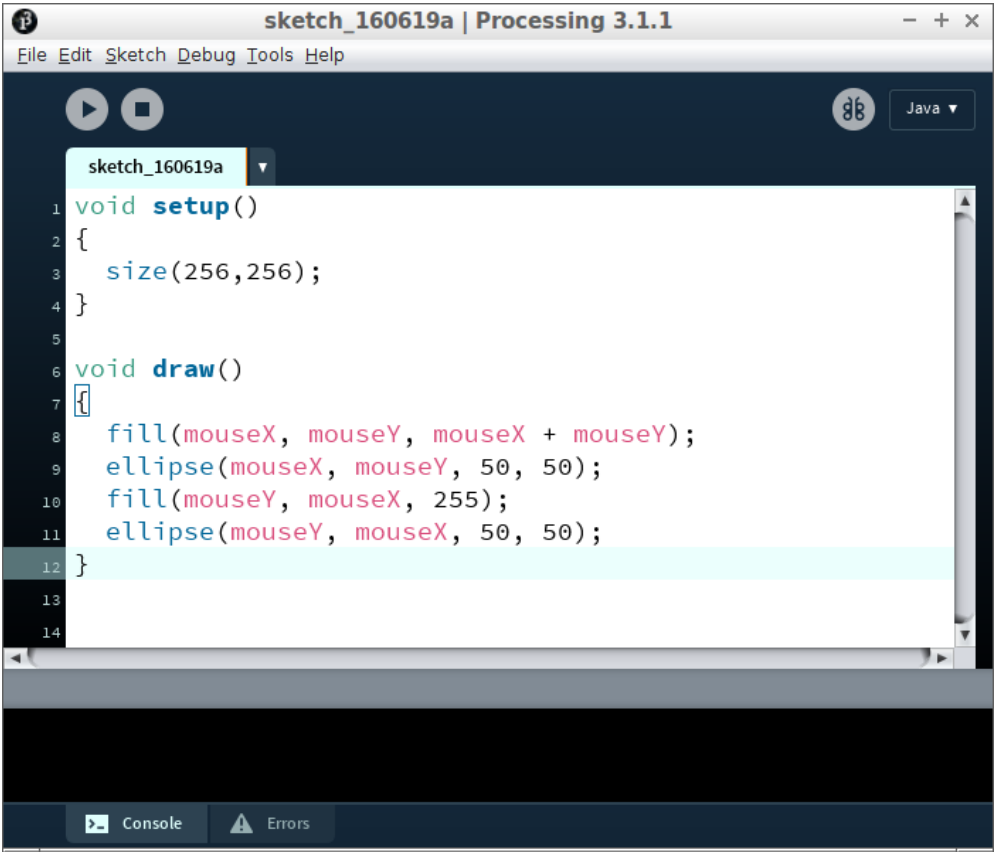 sketch_160619a | Processing 3.1.1
File Edit Sketch Debug Tools Help
Java ▼
sketch_160619a ▼
1 void setup()
2 {
3   size(256,256);
4 }
5
6 void draw()
7 {
8   fill(mouseX, mouseY, mouseX + mouseY);
9   ellipse(mouseX, mouseY, 50, 50);
10   fill(mouseY, mouseX, 255);
11   ellipse(mouseY, mouseX, 50, 50);
12 }
13
14
Console Errors